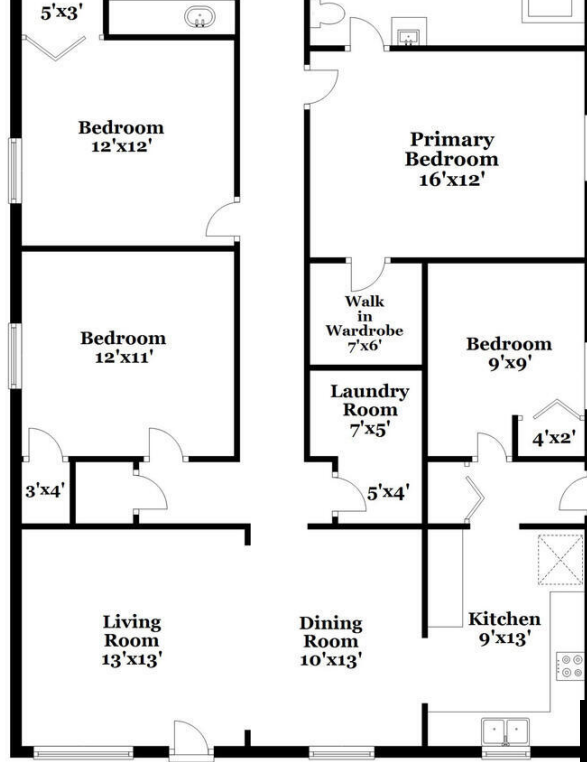 5'x3'
Bedroom
12'x12'
Primary
Bedroom
16'x12'
Walk
in
Wardrobe
7'x6'
Bedroom
12'x11'
Bedroom
9'x9'
Laundry
Room
7'x5'
4'x2'
3'x4'
5'x4'
Living
Room
13'x13'
Dining
Room
10'x13'
Kitchen
9'x13'